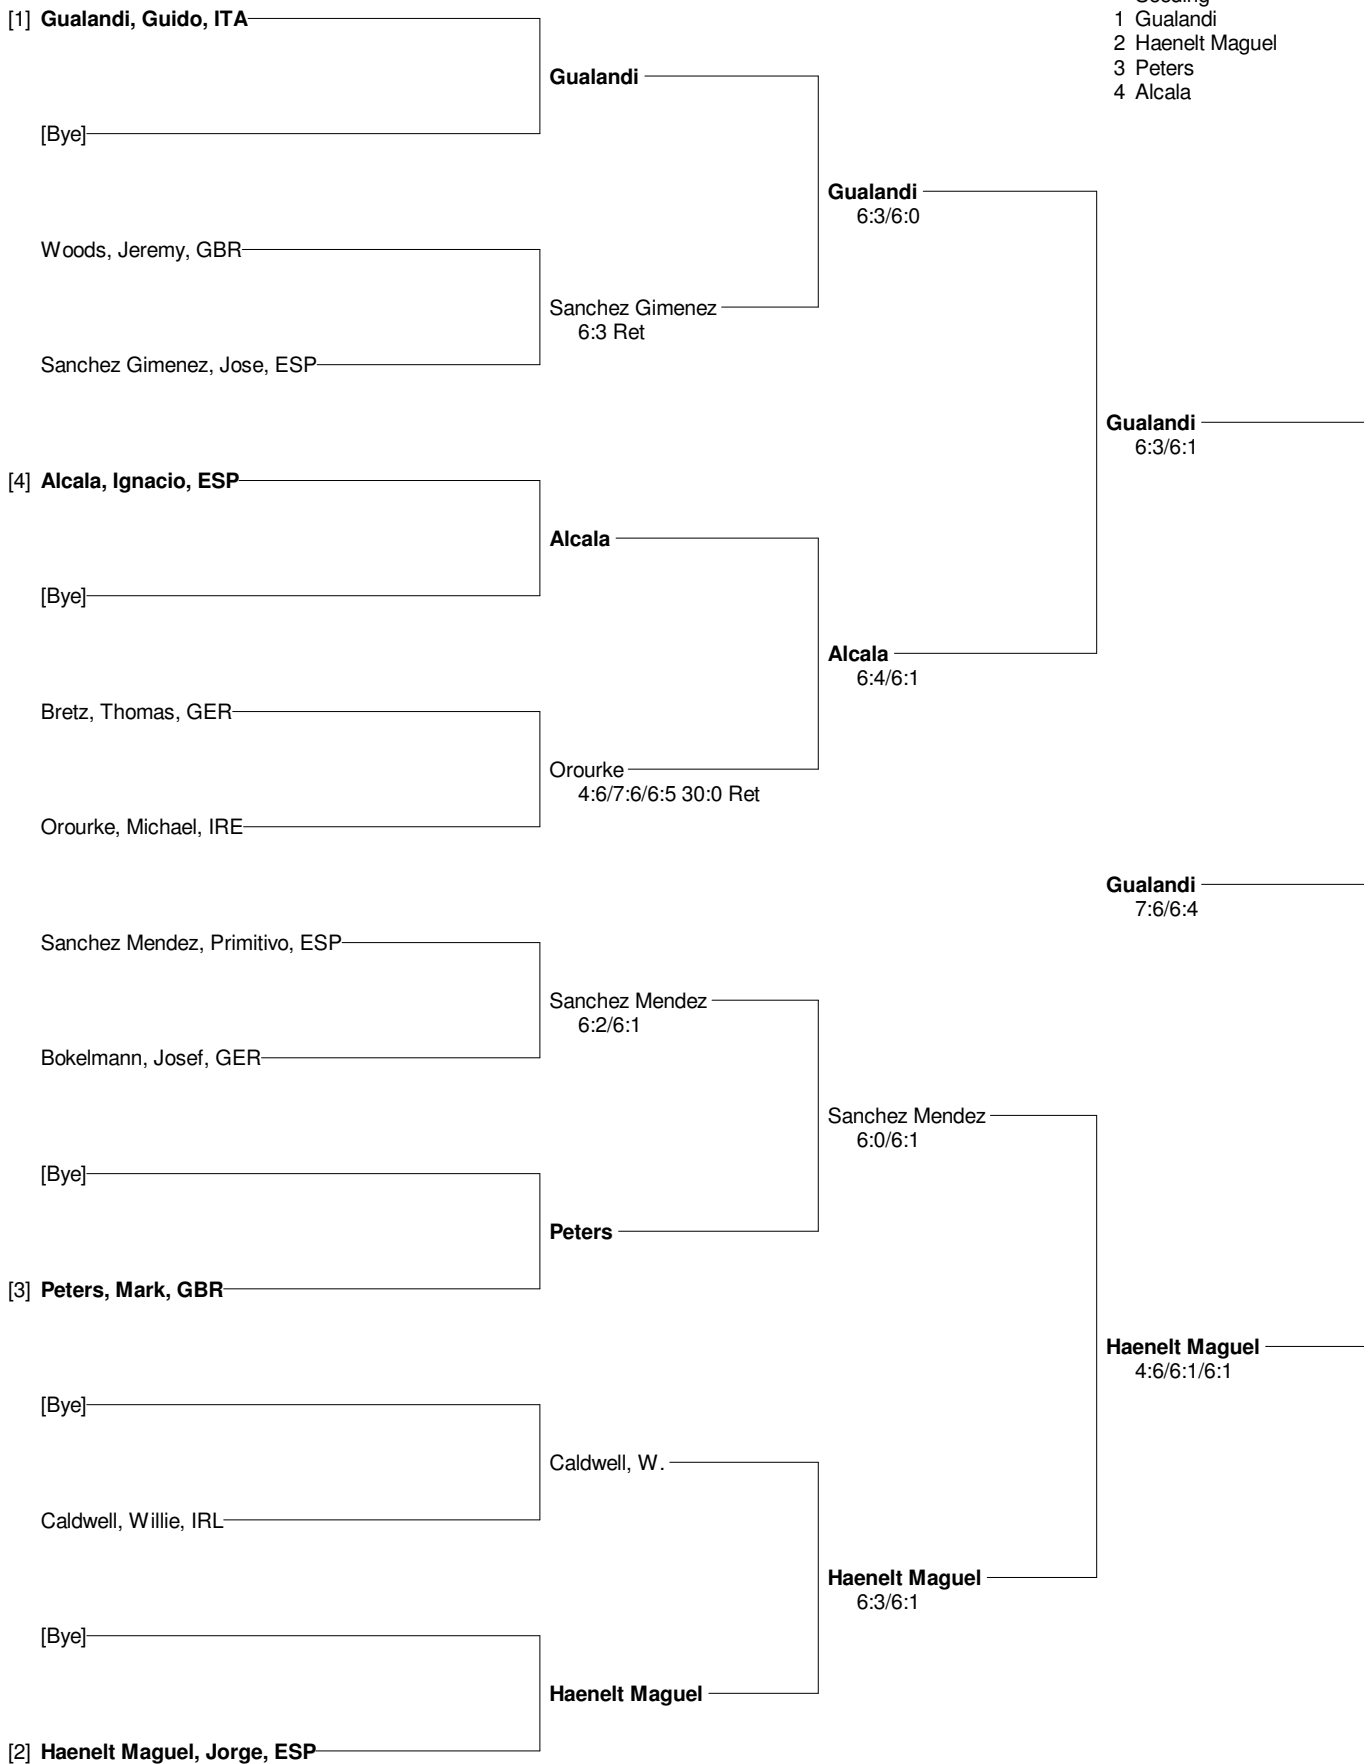 [1] Gualandi, Guido, ITA
1 Gualandi
2 Haenelt Maguel
3 Peters
4 Alcala
Gualandi
[Bye]
Gualandi
6:3/6:0
Woods, Jeremy, GBR
Sanchez Gimenez
6:3 Ret
Sanchez Gimenez, Jose, ESP
Gualandi
6:3/6:1
[4] Alcala, Ignacio, ESP
Alcala
[Bye]
Alcala
6:4/6:1
Bretz, Thomas, GER
Orourke
4:6/7:6/6:5 30:0 Ret
Orourke, Michael, IRE
Gualandi
7:6/6:4
Sanchez Mendez, Primitivo, ESP
Sanchez Mendez
6:2/6:1
Bokelmann, Josef, GER
Sanchez Mendez
6:0/6:1
[Bye]
Peters
[3] Peters, Mark, GBR
Haenelt Maguel
4:6/6:1/6:1
[Bye]
Caldwell, W.
Caldwell, Willie, IRL
Haenelt Maguel
6:3/6:1
[Bye]
Haenelt Maguel
[2] Haenelt Maguel, Jorge, ESP